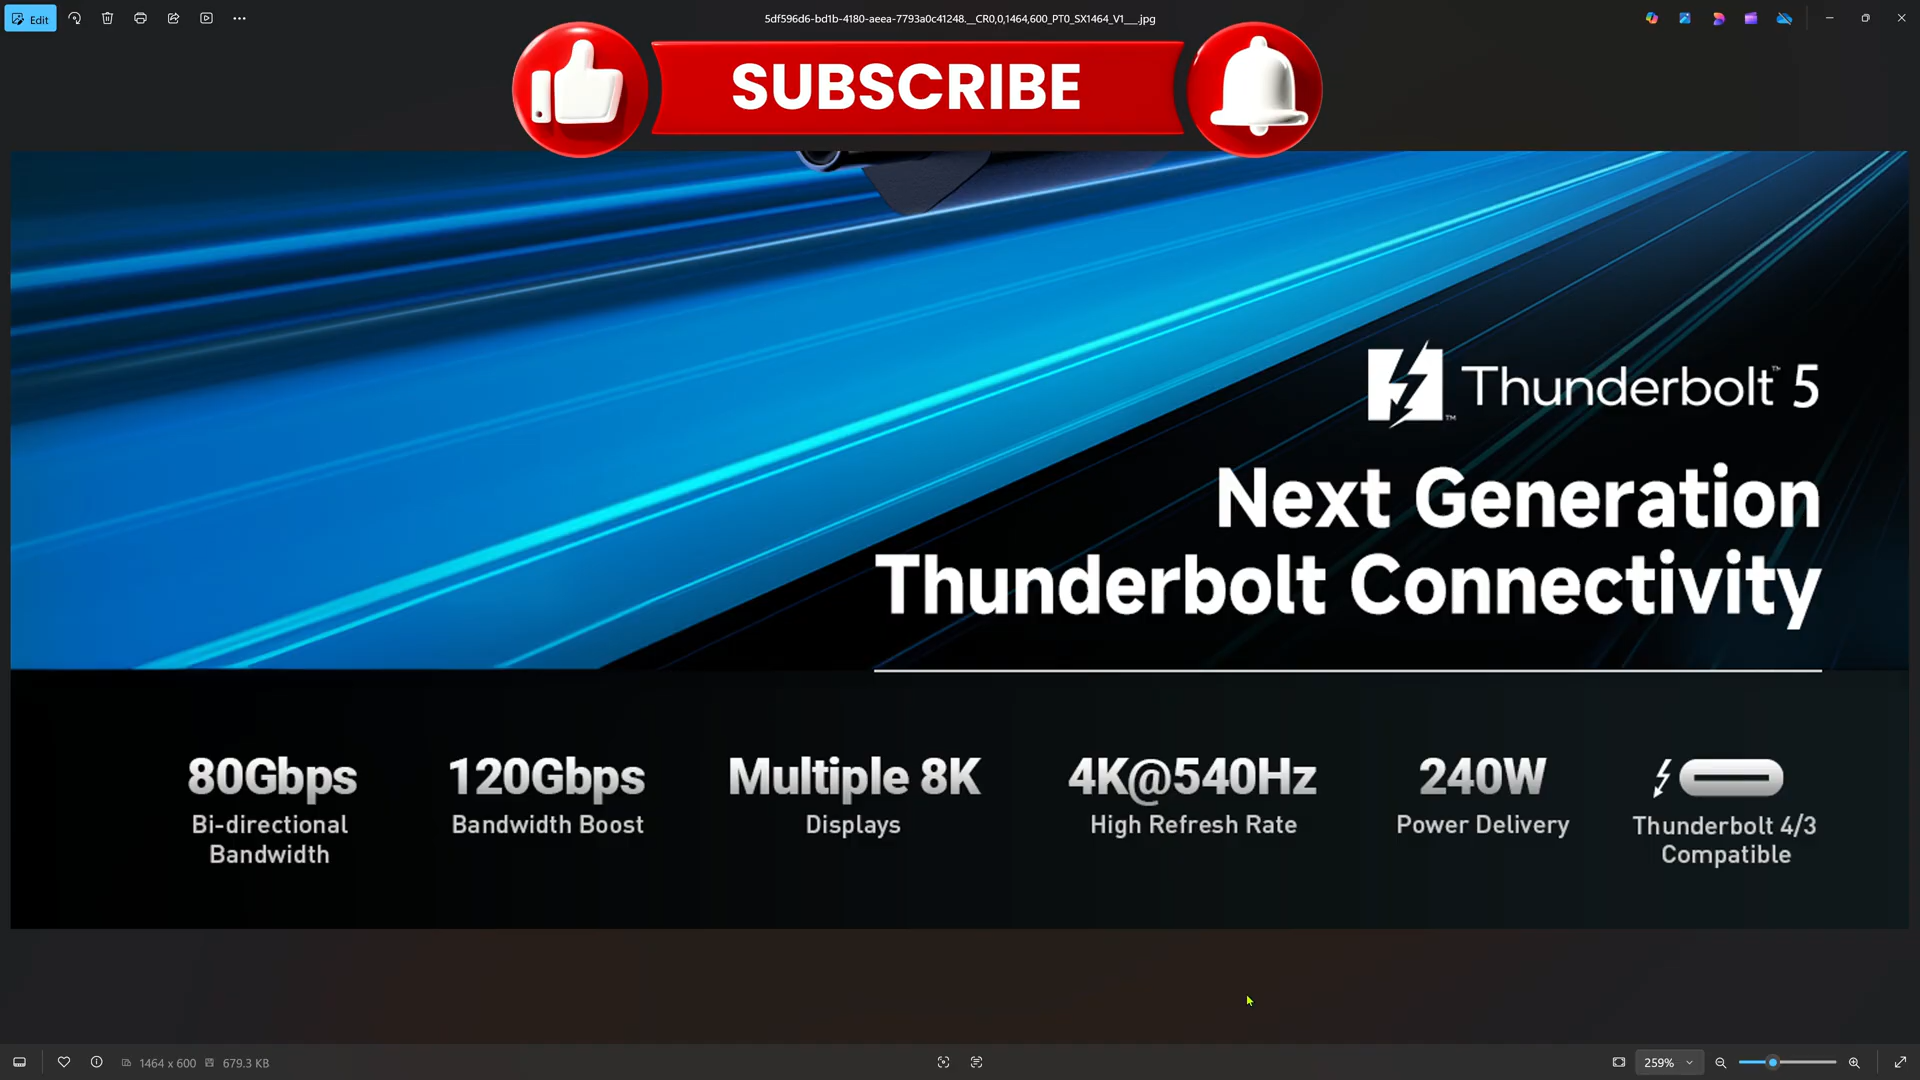 Edit
5df596d6-bd1b-4180-aeea-7793a0c41248.__CR0,0,1464,600_PT0_SX1464_V1___.jpg
SUBSCRIBE
Thunderbolt™ 5
Next Generation
Thunderbolt Connectivity
80Gbps
Bi-directional
Bandwidth
120Gbps
Bandwidth Boost
Multiple 8K
Displays
4K@540Hz
High Refresh Rate
240W
Power Delivery
Thunderbolt 4/3
Compatible
1464 x 600
679.3 KB
259%